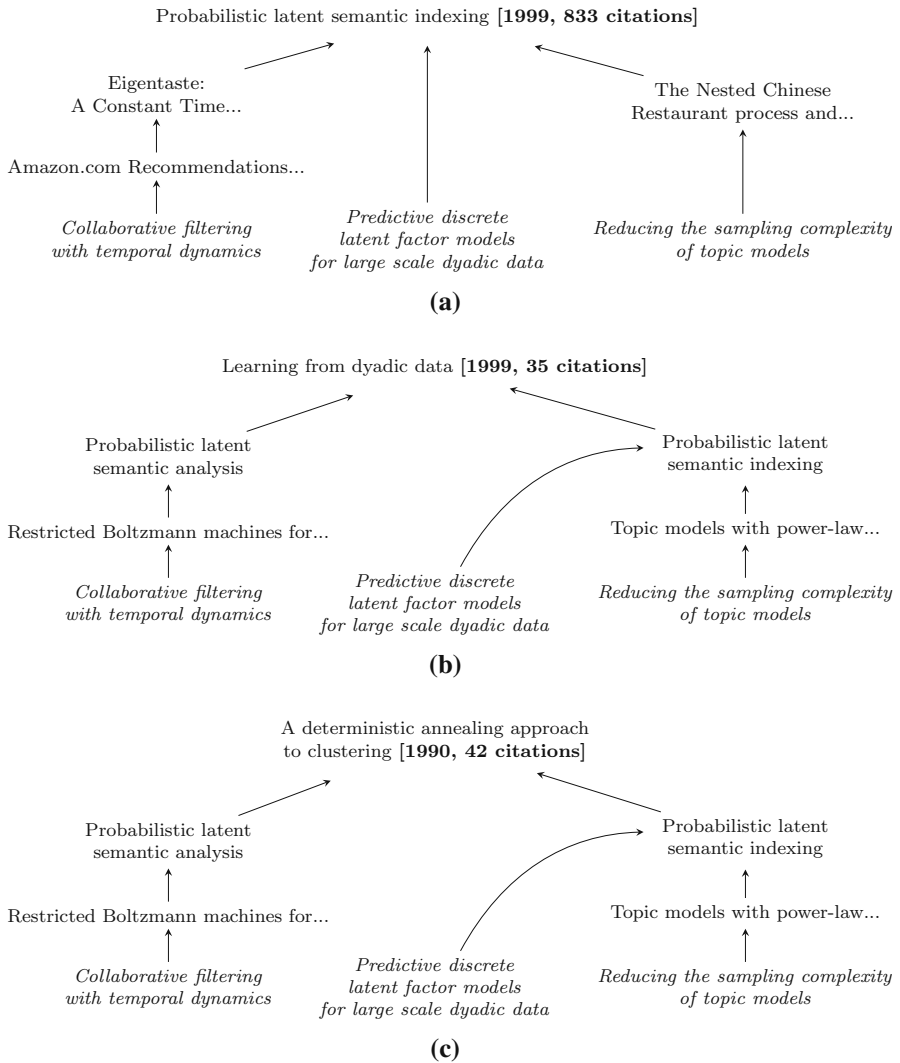 Probabilistic latent semantic indexing [1999, 833 citations]
Eigentaste:
A Constant Time...
The Nested Chinese
Restaurant process and...
Amazon.com Recommendations...
Collaborative filtering
with temporal dynamics
Predictive discrete
latent factor models
for large scale dyadic data
Reducing the sampling complexity
of topic models
(a)
Learning from dyadic data [1999, 35 citations]
Probabilistic latent
semantic analysis
Probabilistic latent
semantic indexing
Restricted Boltzmann machines for...
Topic models with power-law...
Collaborative filtering
with temporal dynamics
Predictive discrete
latent factor models
for large scale dyadic data
Reducing the sampling complexity
of topic models
(b)
A deterministic annealing approach
to clustering [1990, 42 citations]
Probabilistic latent
semantic analysis
Probabilistic latent
semantic indexing
Restricted Boltzmann machines for...
Topic models with power-law...
Collaborative filtering
with temporal dynamics
Predictive discrete
latent factor models
for large scale dyadic data
Reducing the sampling complexity
of topic models
(c)